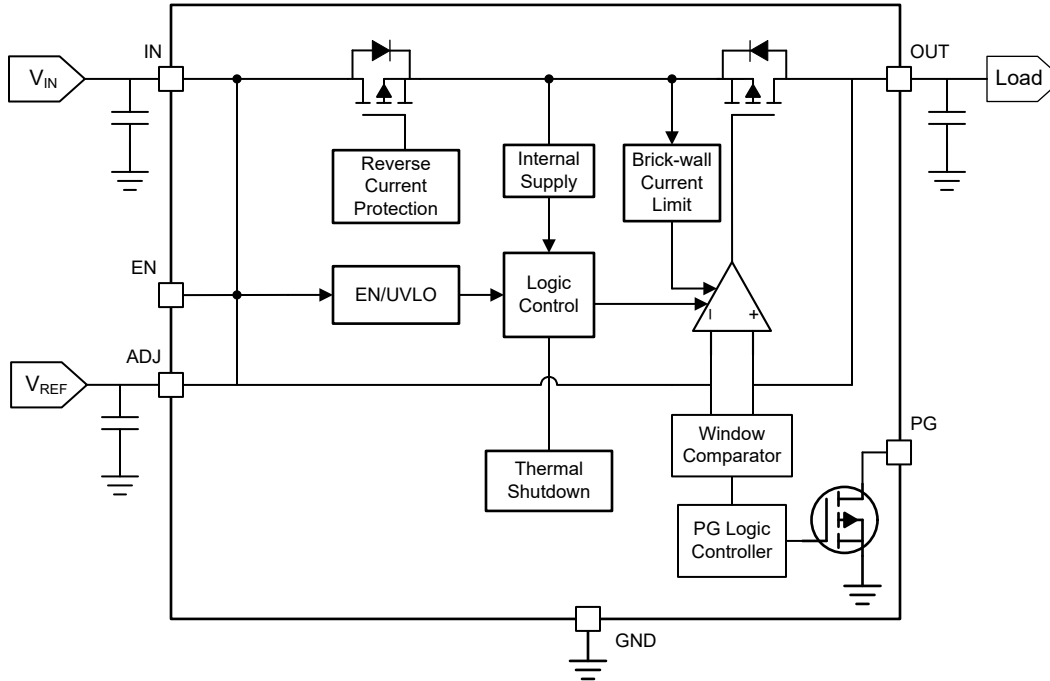 IN
OUT
V_IN
Load
Reverse
Current
Protection
Internal
Supply
Brick-wall
Current
Limit
EN
EN/UVLO
Logic
Control
− +
ADJ
V_REF
PG
Window
Comparator
Thermal
Shutdown
PG Logic
Controller
GND